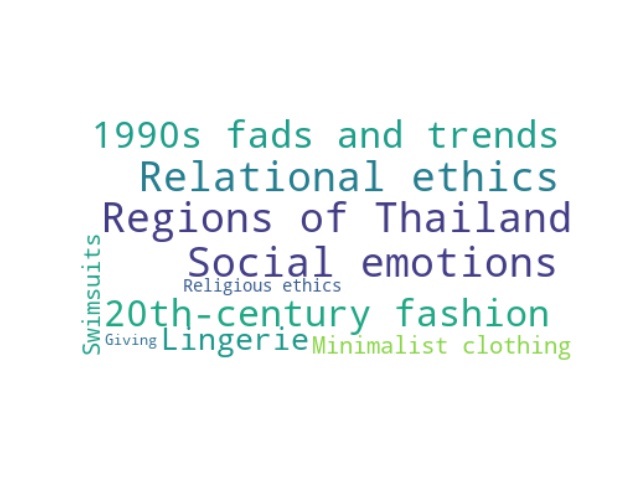 1990s fads and trends
Relational ethics
Regions of Thailand
Social emotions
Religious ethics
Swimsuits
20th-century fashion
Giving
Lingerie
Minimalist clothing